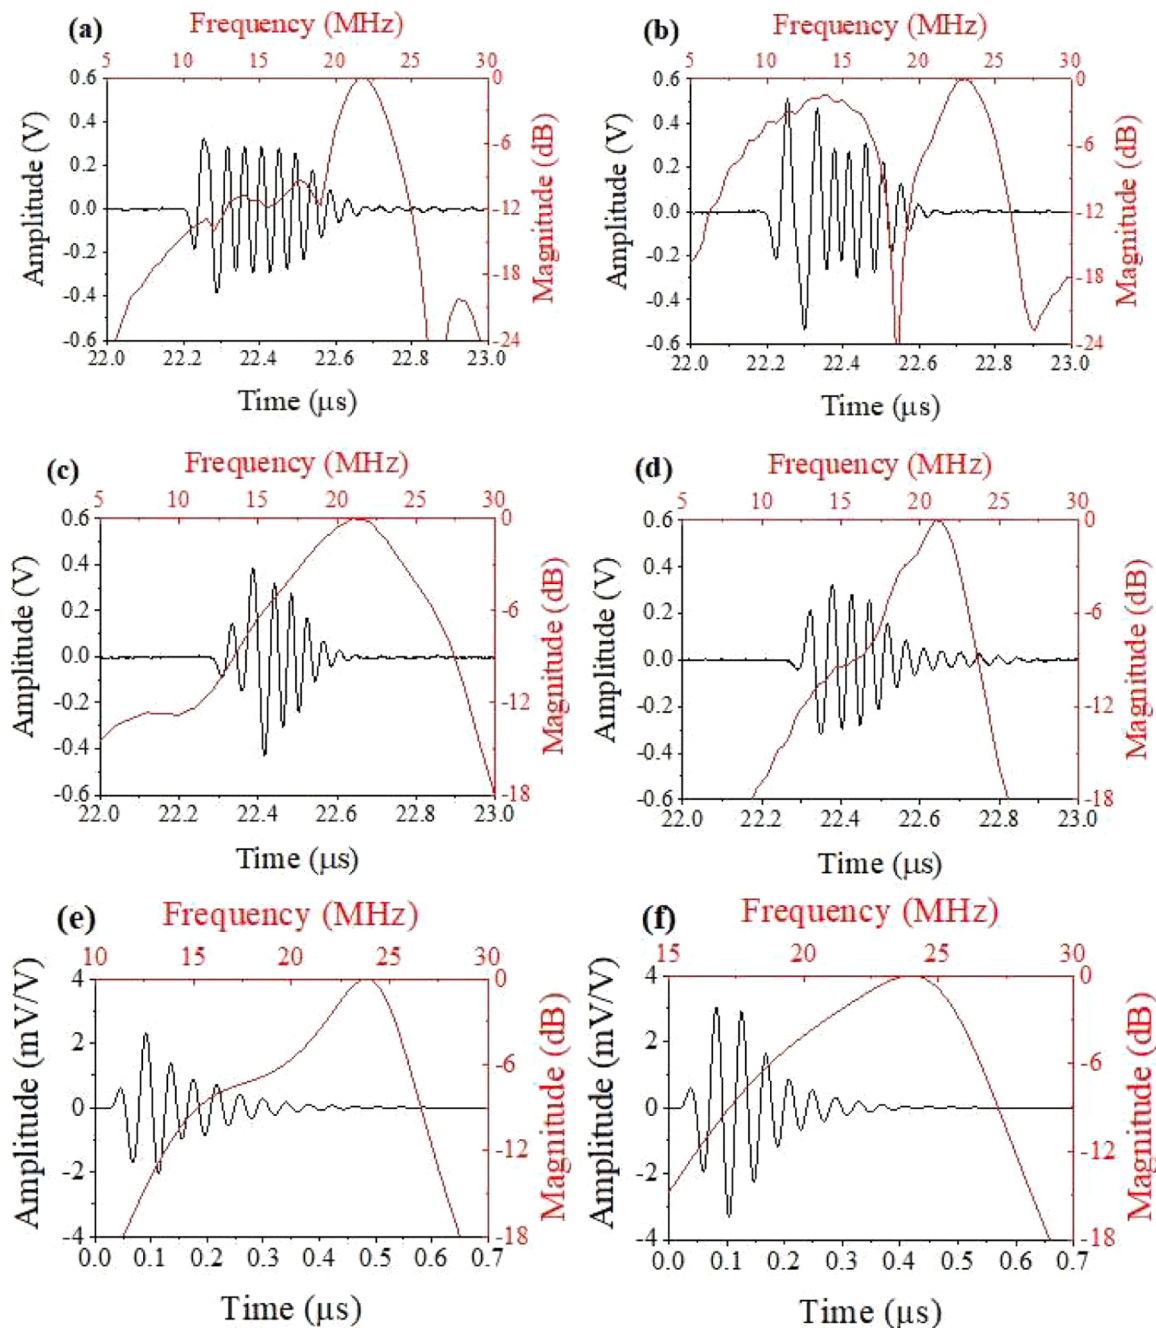 (a) Frequency (MHz)
5 10 15 20 25 30
0.6 0.4 0.2 0.0 -0.2 -0.4 -0.6
Amplitude (V)
0 -6 -12 -18 -24
Magnitude (dB)
22.0 22.2 22.4 22.6 22.8 23.0
Time (μs)
(b) Frequency (MHz)
5 10 15 20 25 30
0.6 0.4 0.2 0.0 -0.2 -0.4 -0.6
Amplitude (V)
0 -6 -12 -18 -24
Magnitude (dB)
22.0 22.2 22.4 22.6 22.8 23.0
Time (μs)
(c) Frequency (MHz)
5 10 15 20 25 30
0.6 0.4 0.2 0.0 -0.2 -0.4 -0.6
Amplitude (V)
0 -6 -12 -18
Magnitude (dB)
22.0 22.2 22.4 22.6 22.8 23.0
Time (μs)
(d) Frequency (MHz)
5 10 15 20 25 30
0.6 0.4 0.2 0.0 -0.2 -0.4 -0.6
Amplitude (V)
0 -6 -12 -18
Magnitude (dB)
22.0 22.2 22.4 22.6 22.8 23.0
Time (μs)
(e) Frequency (MHz)
10 15 20 25 30
4 2 0 -2 -4
Amplitude (mV/V)
0 -6 -12 -18
Magnitude (dB)
0.0 0.1 0.2 0.3 0.4 0.5 0.6 0.7
Time (μs)
(f) Frequency (MHz)
15 20 25 30
4 2 0 -2 -4
Amplitude (mV/V)
0 -6 -12 -18
Magnitude (dB)
0.0 0.1 0.2 0.3 0.4 0.5 0.6 0.7
Time (μs)